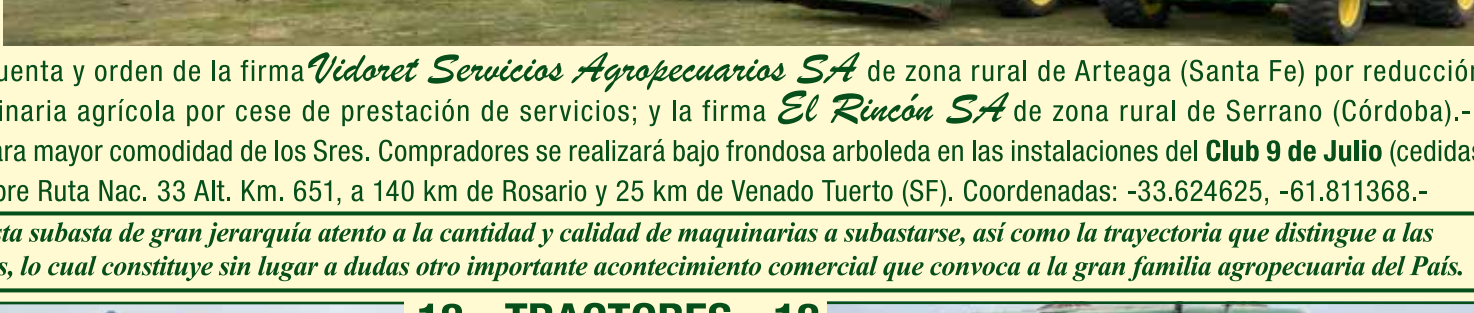 uenta y orden de la firma Vidoret Servicios Agropecuarios SA de zona rural de Arteaga (Santa Fe) por reducción
inaria agrícola por cese de prestación de servicios; y la firma El Rincón SA de zona rural de Serrano (Córdoba).-
ara mayor comodidad de los Sres. Compradores se realizará bajo frondosa arboleda en las instalaciones del Club 9 de Julio (cedidas
bre Ruta Nac. 33 Alt. Km. 651, a 140 km de Rosario y 25 km de Venado Tuerto (SF). Coordenadas: -33.624625, -61.811368.-
sta subasta de gran jerarquía atento a la cantidad y calidad de maquinarias a subastarse, así como la trayectoria que distingue a las
s, lo cual constituye sin lugar a dudas otro importante acontecimiento comercial que convoca a la gran familia agropecuaria del País.
TRACTORES